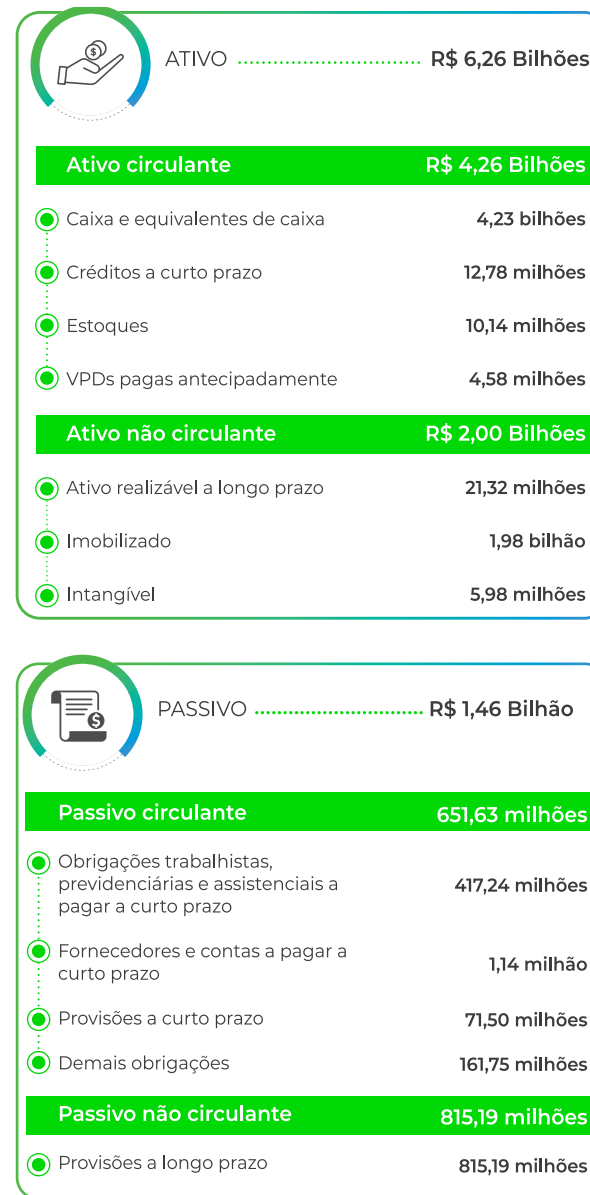 ATIVO .............................. R$ 6,26 Bilhões
Ativo circulante R$ 4,26 Bilhões
Caixa e equivalentes de caixa 4,23 bilhões
Créditos a curto prazo 12,78 milhões
Estoques 10,14 milhões
VPDs pagas antecipadamente 4,58 milhões
Ativo não circulante R$ 2,00 Bilhões
Ativo realizável a longo prazo 21,32 milhões
Imobilizado 1,98 bilhão
Intangível 5,98 milhões
PASSIVO ........................... R$ 1,46 Bilhão
Passivo circulante 651,63 milhões
Obrigações trabalhistas,
previdenciárias e assistenciais a
pagar a curto prazo 417,24 milhões
Fornecedores e contas a pagar a
curto prazo 1,14 milhão
Provisões a curto prazo 71,50 milhões
Demais obrigações 161,75 milhões
Passivo não circulante 815,19 milhões
Provisões a longo prazo 815,19 milhões